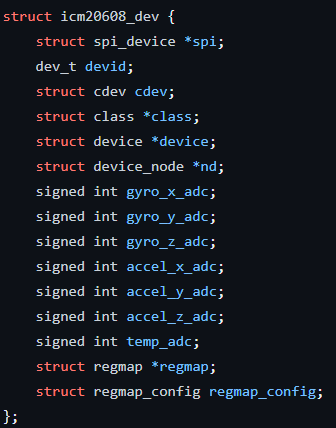 struct icm20608_dev {
    struct spi_device *spi;
    dev_t devid;
    struct cdev cdev;
    struct class *class;
    struct device *device;
    struct device_node *nd;
    signed int gyro_x_adc;
    signed int gyro_y_adc;
    signed int gyro_z_adc;
    signed int accel_x_adc;
    signed int accel_y_adc;
    signed int accel_z_adc;
    signed int temp_adc;
    struct regmap *regmap;
    struct regmap_config regmap_config;
};